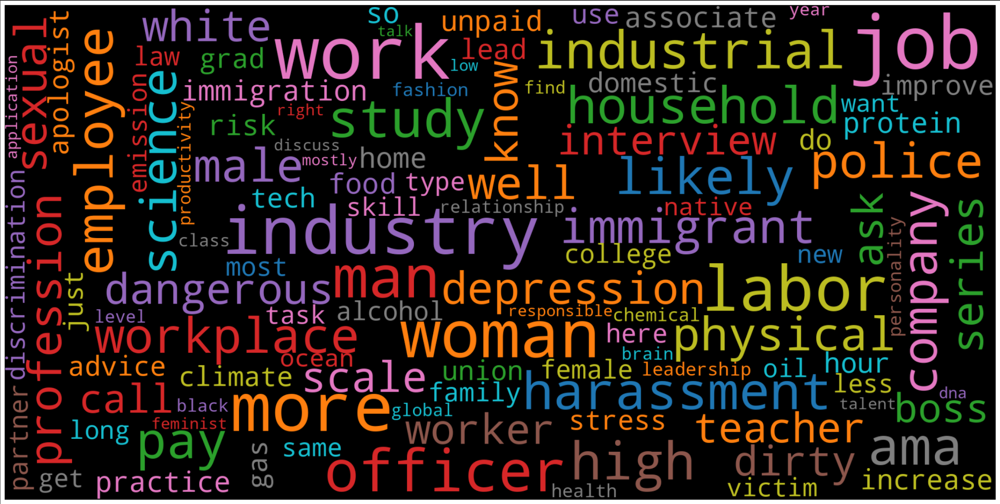 sexual
apologist
application
employee
white
so
talk
unpaid
use
associate
year
job
law
grad
work
lead
low
industrial
emission
science
immigration
fashion
know
find
domestic
improve
productivity
right
risk
study
household
want
protein
discuss
interview
do
male
mostly
home
likely
police
food
type
well
tech
skill
relationship
native
ask
discrimination
profession
class
industry
immigrant
company
series
personality
college
new
most
man
just
dangerous
depression
labor
level
task
alcohol
responsible
chemical
workplace
woman
here
physical
ocean
brain
advice
climate
scale
union
female
leadership
oil
hour
call
family
harassment
less
dna
partner
black
more
global
talent
boss
long
feminist
worker
stress
teacher
pay
gas
same
ama
officer
high
dirty
get
practice
health
victim
increase